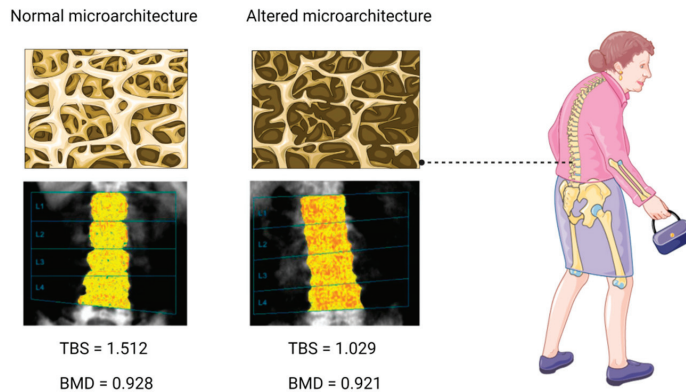 Normal microarchitecture
Altered microarchitecture
L1
L2
L3
L4
L1
L2
L3
L4
TBS = 1.512
TBS = 1.029
BMD = 0.928
BMD = 0.921